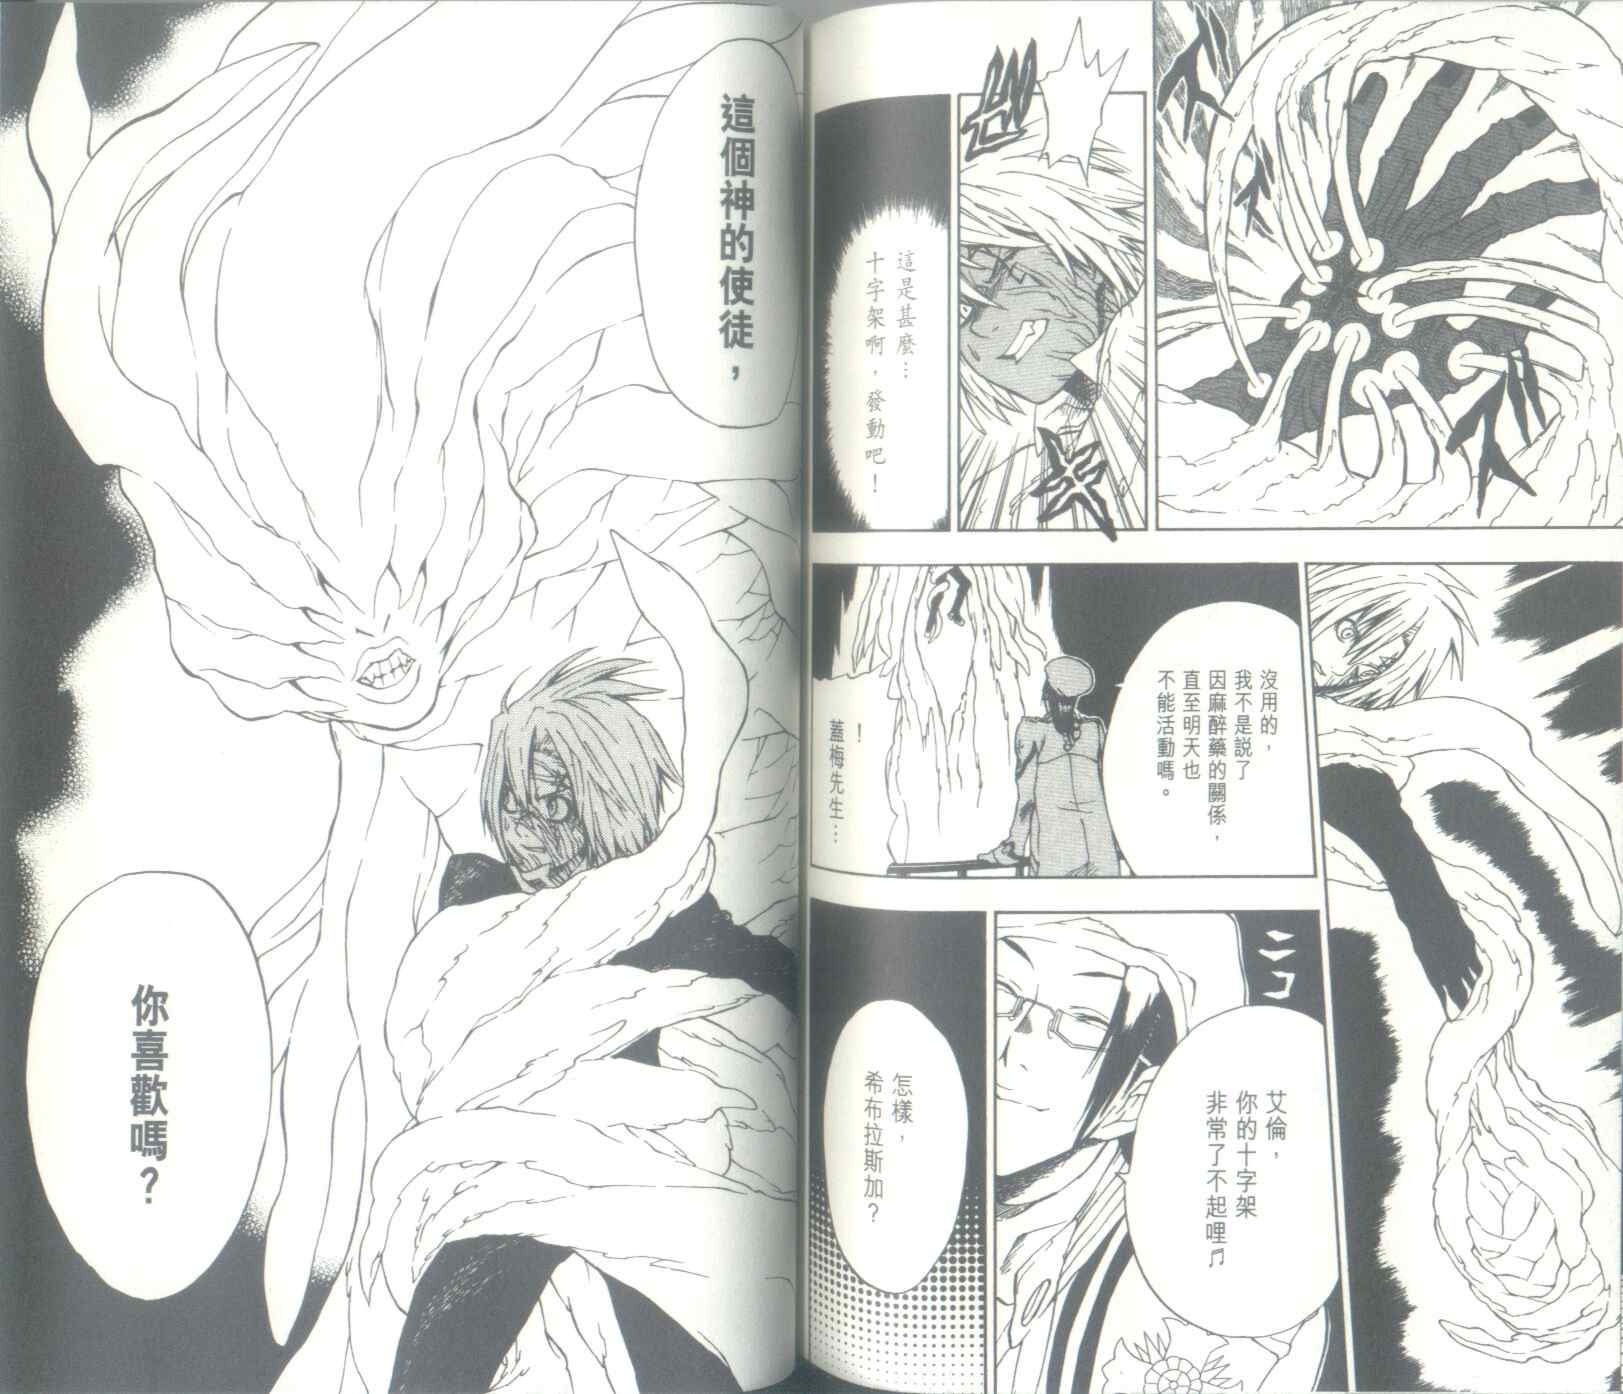 這是甚麼…
十字架啊，發動吧！
沒用的，
我不是說了
因麻醉藥的關係，
直至明天也
不能活動嗎。
！
蓋梅先生…
ニコ
艾倫，
你的十字架
非常了不起哩♫
怎樣，
希布拉斯加？
這個神的使徒，
你喜歡嗎？